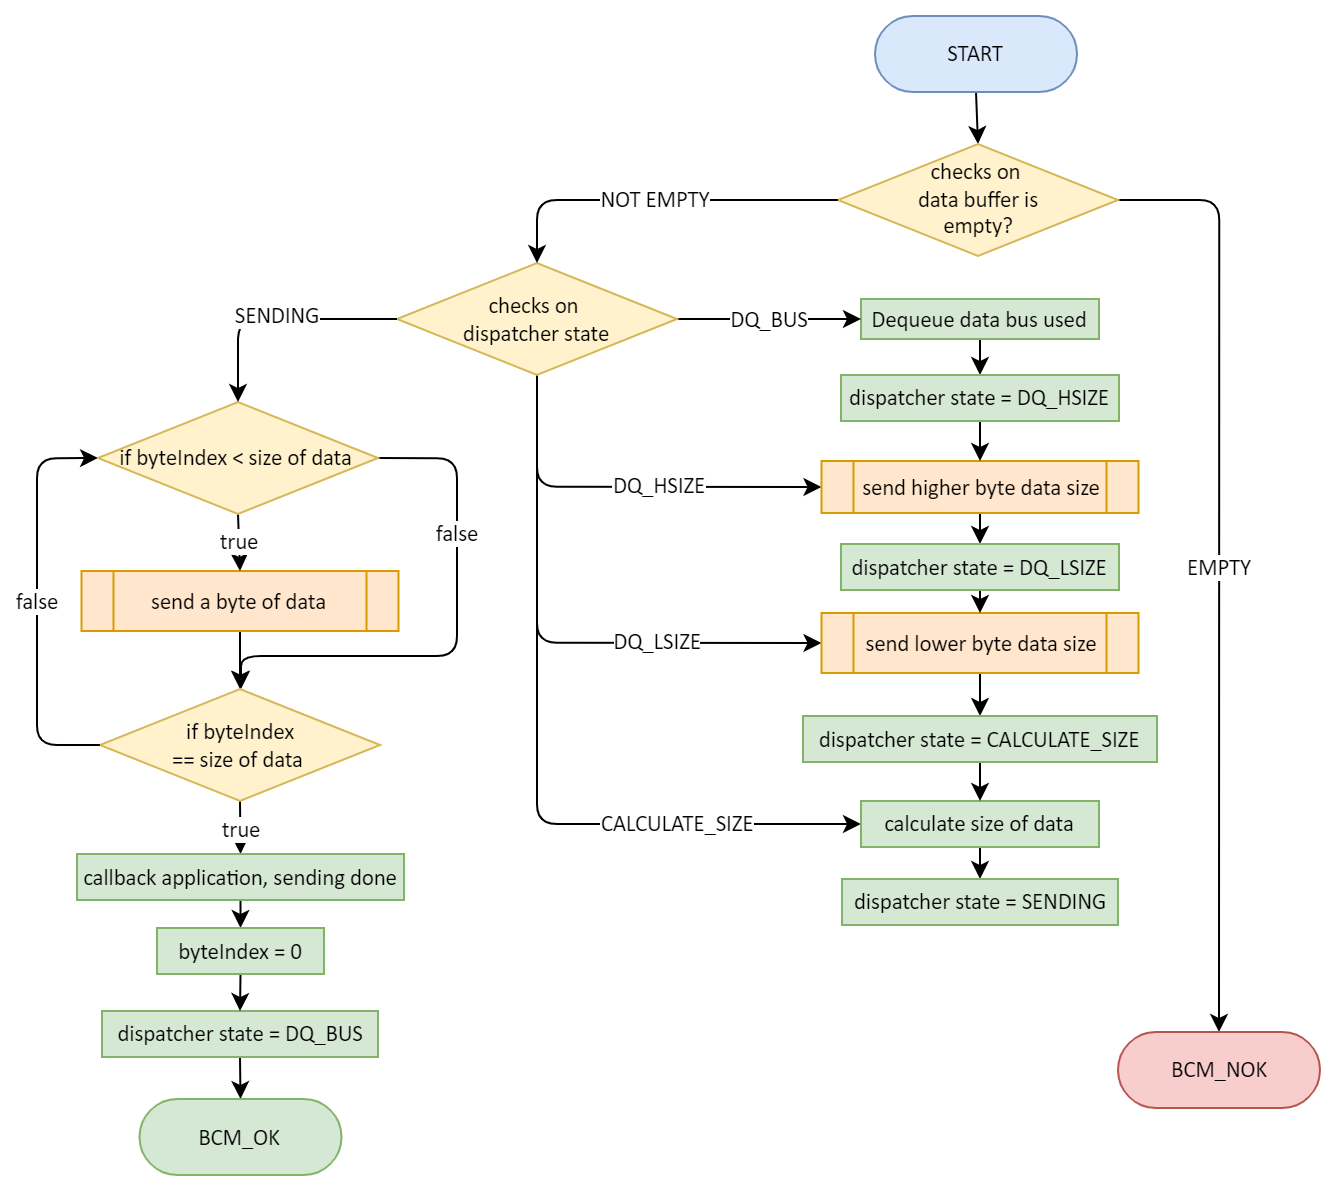 START
checks on
data buffer is
empty?
NOT EMPTY
EMPTY
checks on
dispatcher state
SENDING
DQ_BUS
DQ_HSIZE
DQ_LSIZE
CALCULATE_SIZE
Dequeue data bus used
dispatcher state = DQ_HSIZE
send higher byte data size
dispatcher state = DQ_LSIZE
send lower byte data size
dispatcher state = CALCULATE_SIZE
calculate size of data
dispatcher state = SENDING
if byteIndex < size of data
true
false
send a byte of data
false
if byteIndex
== size of data
true
callback application, sending done
byteIndex = 0
dispatcher state = DQ_BUS
BCM_OK
BCM_NOK